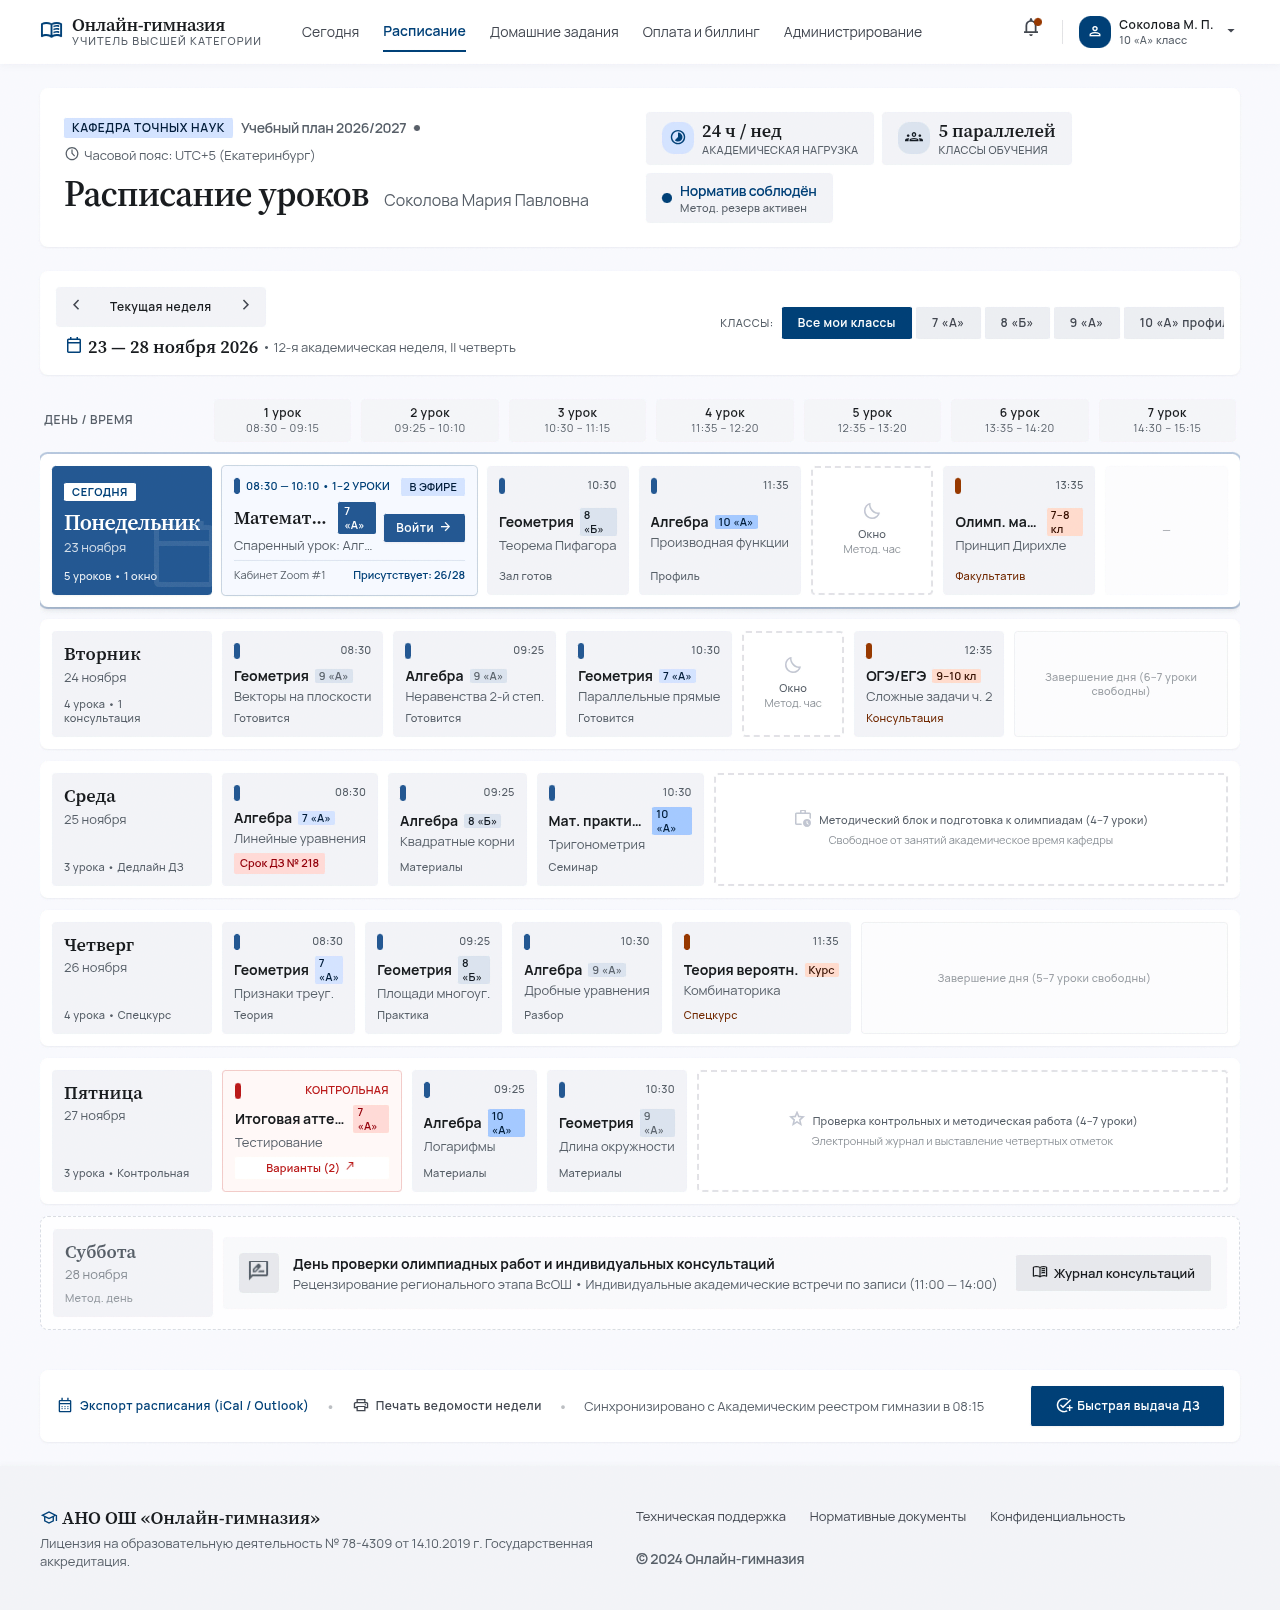 Онлайн-гимназия
УЧИТЕЛЬ ВЫСШЕЙ КАТЕГОРИИ
Сегодня
Расписание
Домашние задания
Оплата и биллинг
Администрирование
Соколова М. П.
10 «А» класс
КАФЕДРА ТОЧНЫХ НАУК
Учебный план 2026/2027
Часовой пояс: UTC+5 (Екатеринбург)
Расписание уроков
Соколова Мария Павловна
24 ч / нед
АКАДЕМИЧЕСКАЯ НАГРУЗКА
5 параллелей
КЛАССЫ ОБУЧЕНИЯ
Норматив соблюдён
Метод. резерв активен
Текущая неделя
23 — 28 ноября 2026 • 12-я академическая неделя, II четверть
КЛАССЫ:
Все мои классы
7 «А»
8 «Б»
9 «А»
10 «А» профил
ДЕНЬ / ВРЕМЯ
1 урок
08:30 – 09:15
2 урок
09:25 – 10:10
3 урок
10:30 – 11:15
4 урок
11:35 – 12:20
5 урок
12:35 – 13:20
6 урок
13:35 – 14:20
7 урок
14:30 – 15:15
СЕГОДНЯ
Понедельник
23 ноября
5 уроков • 1 окно
08:30 — 10:10 • 1–2 УРОКИ
В ЭФИРЕ
Математ...
7 «А»
Спаренный урок: Алг...
Войти →
Кабинет Zoom #1
Присутствует: 26/28
10:30
Геометрия
8 «Б»
Теорема Пифагора
Зал готов
11:35
Алгебра
10 «А»
Производная функции
Профиль
Окно
Метод. час
13:35
Олимп. ма...
7–8 кл
Принцип Дирихле
Факультатив
—
Вторник
24 ноября
4 урока • 1
консультация
08:30
Геометрия
9 «А»
Векторы на плоскости
Готовится
09:25
Алгебра
9 «А»
Неравенства 2-й степ.
Готовится
10:30
Геометрия
7 «А»
Параллельные прямые
Готовится
Окно
Метод. час
12:35
ОГЭ/ЕГЭ
9–10 кл
Сложные задачи ч. 2
Консультация
Завершение дня (6–7 уроки
свободны)
Среда
25 ноября
3 урока • Дедлайн ДЗ
08:30
Алгебра
7 «А»
Линейные уравнения
Срок ДЗ № 218
09:25
Алгебра
8 «Б»
Квадратные корни
Материалы
10:30
Мат. практи...
10 «А»
Тригонометрия
Семинар
Методический блок и подготовка к олимпиадам (4–7 уроки)
Свободное от занятий академическое время кафедры
Четверг
26 ноября
4 урока • Спецкурс
08:30
Геометрия
7 «А»
Признаки треуг.
Теория
09:25
Геометрия
8 «Б»
Площади многоуг.
Практика
10:30
Алгебра
9 «А»
Дробные уравнения
Разбор
11:35
Теория вероятн.
Курс
Комбинаторика
Спецкурс
Завершение дня (5–7 уроки свободны)
Пятница
27 ноября
3 урока • Контрольная
КОНТРОЛЬНАЯ
Итоговая атте...
7 «А»
Тестирование
Варианты (2) ↗
09:25
Алгебра
10 «А»
Логарифмы
Материалы
10:30
Геометрия
9 «А»
Длина окружности
Материалы
Проверка контрольных и методическая работа (4–7 уроки)
Электронный журнал и выставление четвертных отметок
Суббота
28 ноября
Метод. день
День проверки олимпиадных работ и индивидуальных консультаций
Рецензирование регионального этапа ВсОШ • Индивидуальные академические встречи по записи (11:00 — 14:00)
Журнал консультаций
Экспорт расписания (iCal / Outlook)
Печать ведомости недели
Синхронизировано с Академическим реестром гимназии в 08:15
Быстрая выдача ДЗ
АНО ОШ «Онлайн-гимназия»
Лицензия на образовательную деятельность № 78-4309 от 14.10.2019 г. Государственная
аккредитация.
Техническая поддержка
Нормативные документы
Конфиденциальность
© 2024 Онлайн-гимназия